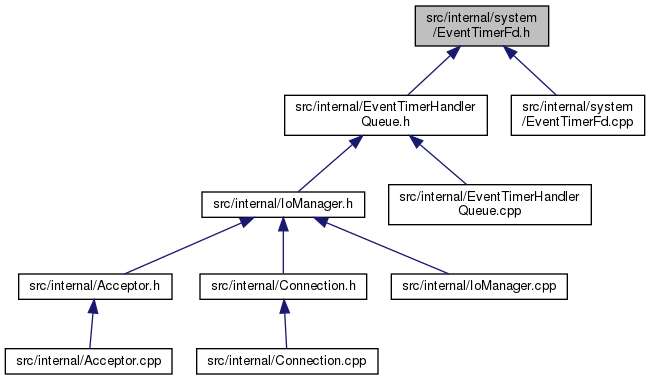 src/internal/system
/EventTimerFd.h
src/internal/EventTimerHandler
Queue.h
src/internal/system
/EventTimerFd.cpp
src/internal/IoManager.h
src/internal/EventTimerHandler
Queue.cpp
src/internal/Acceptor.h
src/internal/Connection.h
src/internal/IoManager.cpp
src/internal/Acceptor.cpp
src/internal/Connection.cpp